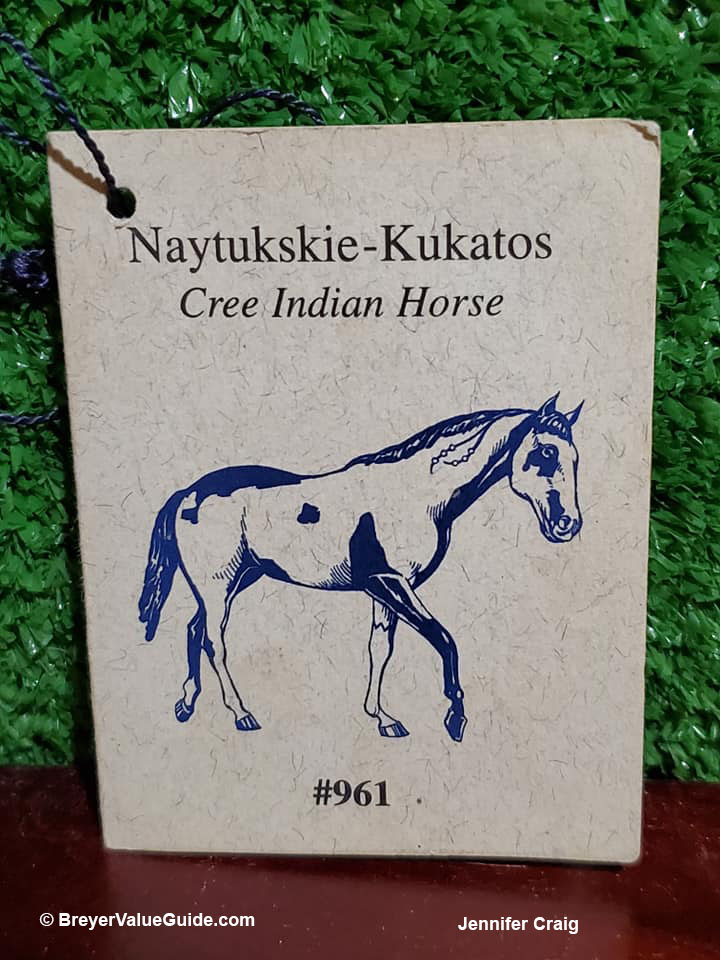 Naytukskie-Kukatos
Cree Indian Horse
#961
© BreyerValueGuide.com
Jennifer Craig